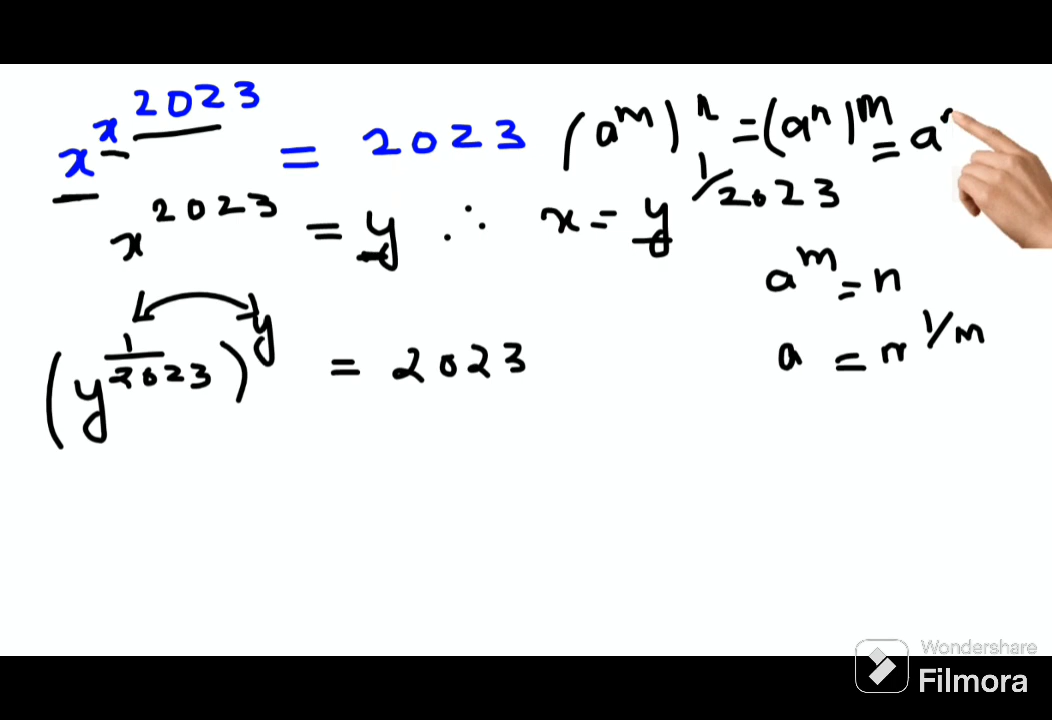 x^x^2023 = 2023
(a^m)^n = (a^n)^m = a
x^2023 = y ∴ x = y^1/2023
a^m = n
a = n^1/m
(y^1/2023)^y = 2023
Wondershare
Filmora